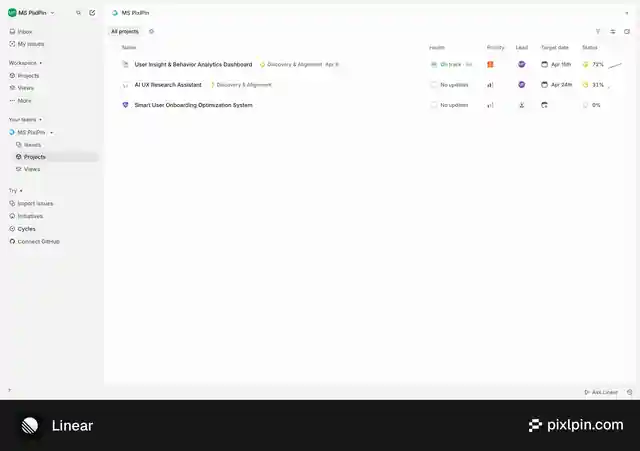 MS PixlPin
Inbox
My issues
Workspace
Projects
Views
More
Your teams
MS PixlPin
Issues
Projects
Views
Try
Import issues
Initiatives
Cycles
Connect GitHub
MS PixlPin
All projects
Name Health Priority Lead Target date Status
User Insight & Behavior Analytics Dashboard Discovery & Alignment Apr 8 On track Apr 15th 72%
AI UX Research Assistant Discovery & Alignment No updates Apr 24th 31%
Smart User Onboarding Optimization System No updates 0%
Ask Linear
Linear
pixlpin.com